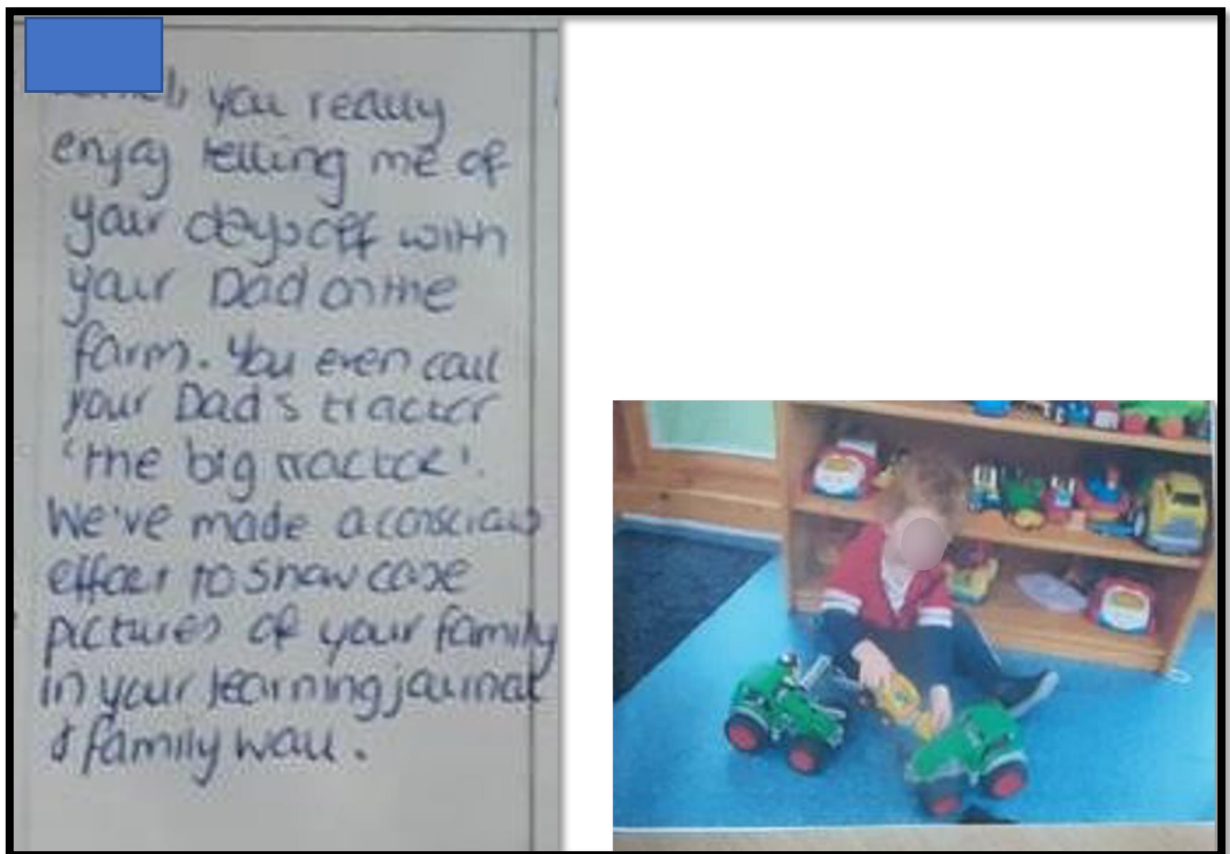 you really
enjoy telling me of
your days off with
your Dad on the
farm. You even call
your Dad's tractor
'the big tractor'.
We've made a conscious
effort to show case
pictures of your family
in your learning journal
& family wall.